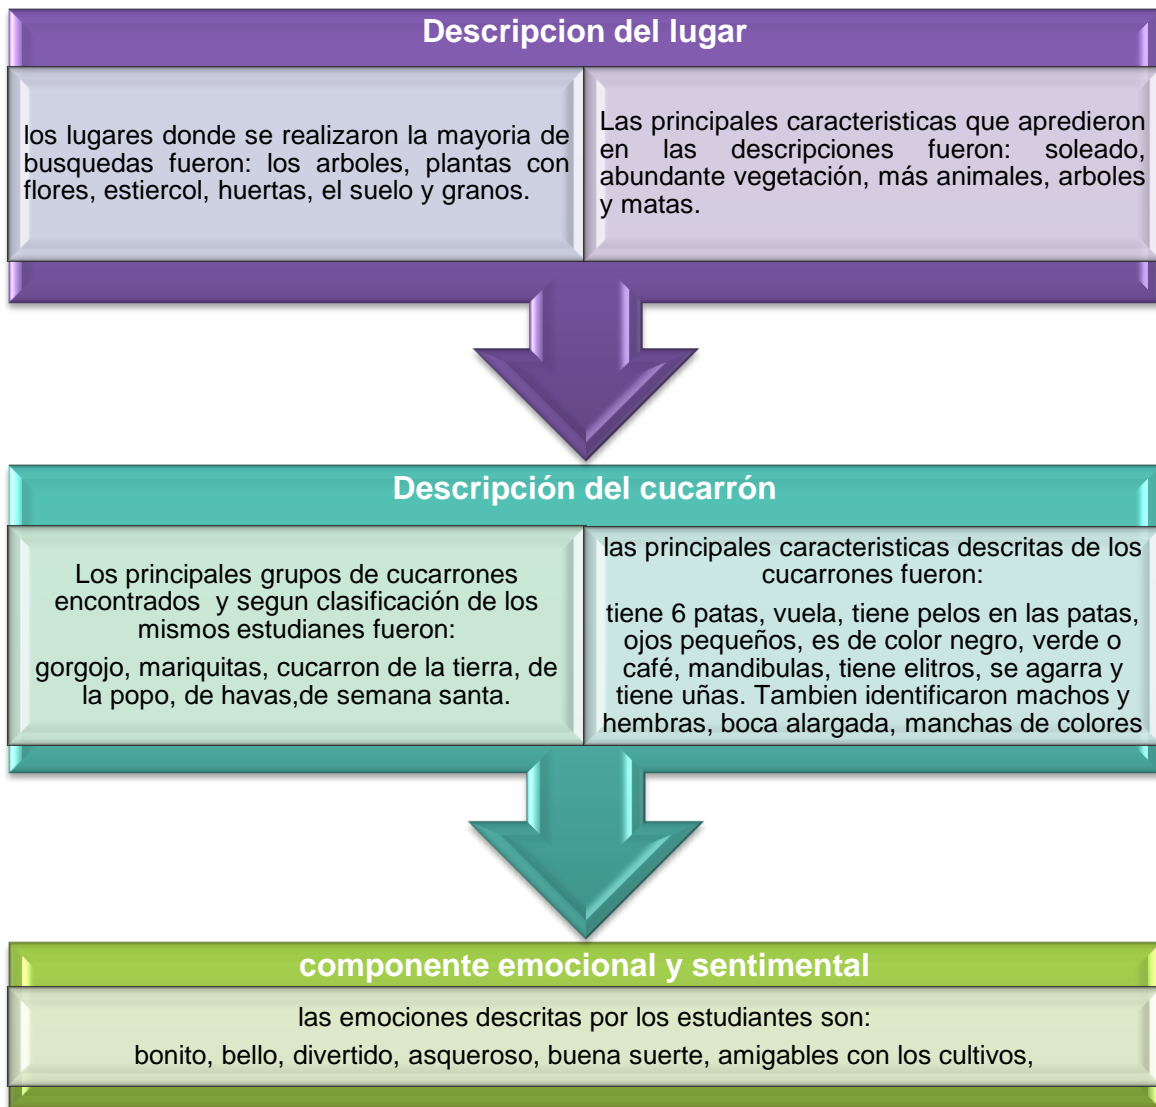 Descripcion del lugar
los lugares donde se realizaron la mayoria de
busquedas fueron: los arboles, plantas con
flores, estiercol, huertas, el suelo y granos.
Las principales caracteristicas que apredieron
en las descripciones fueron: soleado,
abundante vegetación, más animales, arboles
y matas.
Descripción del cucarrón
Los principales grupos de cucarrones
encontrados y segun clasificación de los
mismos estudianes fueron:
gorgojo, mariquitas, cucarron de la tierra, de
la popo, de havas,de semana santa.
las principales caracteristicas descritas de los
cucarrones fueron:
tiene 6 patas, vuela, tiene pelos en las patas,
ojos pequeños, es de color negro, verde o
café, mandibulas, tiene elitros, se agarra y
tiene uñas. Tambien identificaron machos y
hembras, boca alargada, manchas de colores
componente emocional y sentimental
las emociones descritas por los estudiantes son:
bonito, bello, divertido, asqueroso, buena suerte, amigables con los cultivos,